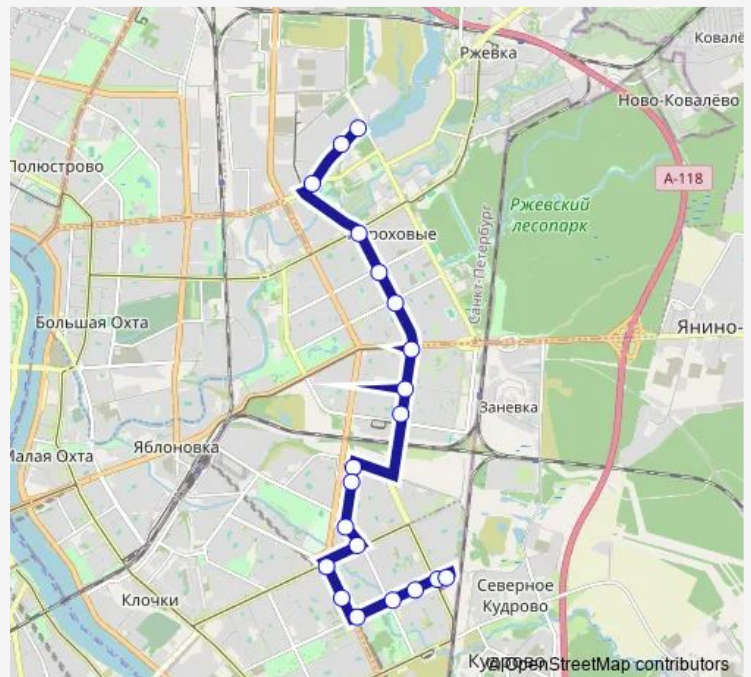 Ковалё
Ржевка
Ново-Ковалёво
Полюстрово
А-118
Ржевский
лесопарк
роховые
Санкт-Петербург
Большая Охта
Янино-
Заневка
Яблоновка
Малая Охта
Северное
Кудрово
Клочки
© OpenStreetMap contributors